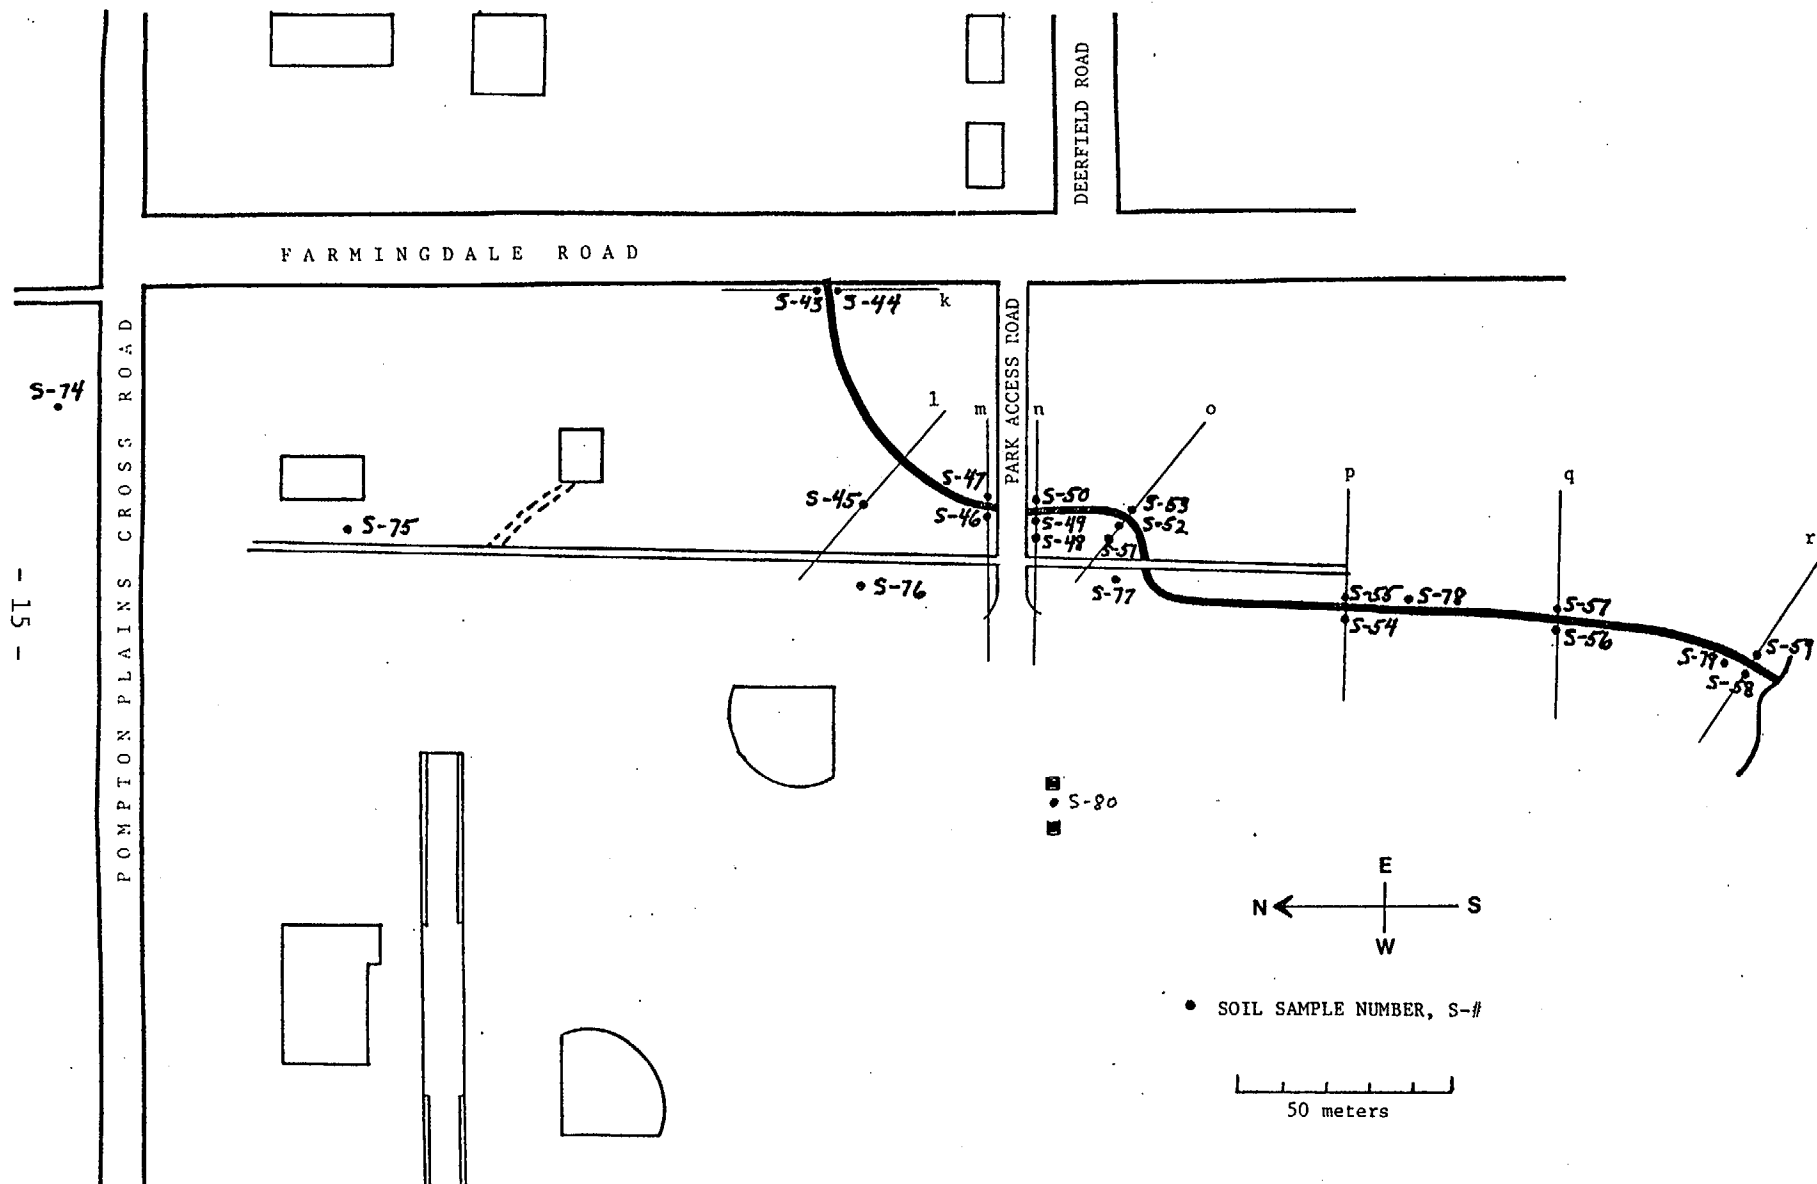 DEERFIELD ROAD
FARMINGDALE ROAD
S-43 S-44 k
PARK ACCESS ROAD
POMPTON PLAINS CROSS ROAD
S-74
l m n o
p q r
S-47 S-50 S-53
S-45 S-46 S-49 S-52
S-75 S-48 S-51
S-76 S-77 S-55 S-78 S-57
S-54 S-56 S-59
S-79
S-58
- 15 -
S-80
E
N S
W
SOIL SAMPLE NUMBER, S-#
50 meters